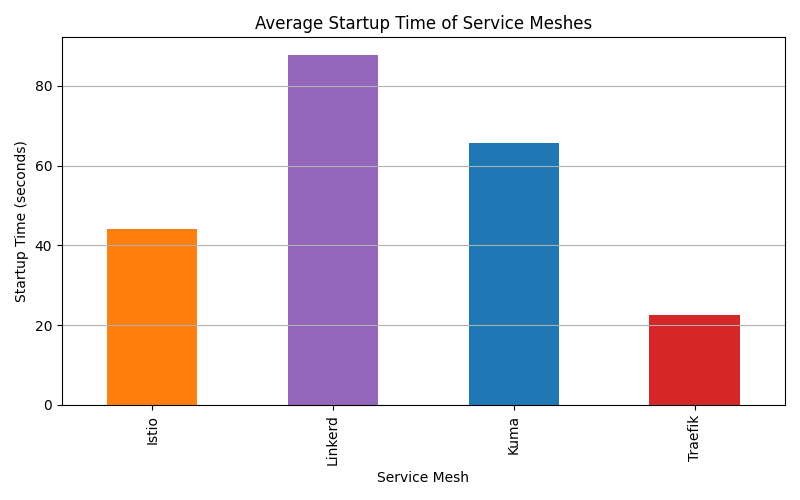 Average Startup Time of Service Meshes
Startup Time (seconds)
80
60
40
20
0
Istio
Linkerd
Kuma
Traefik
Service Mesh